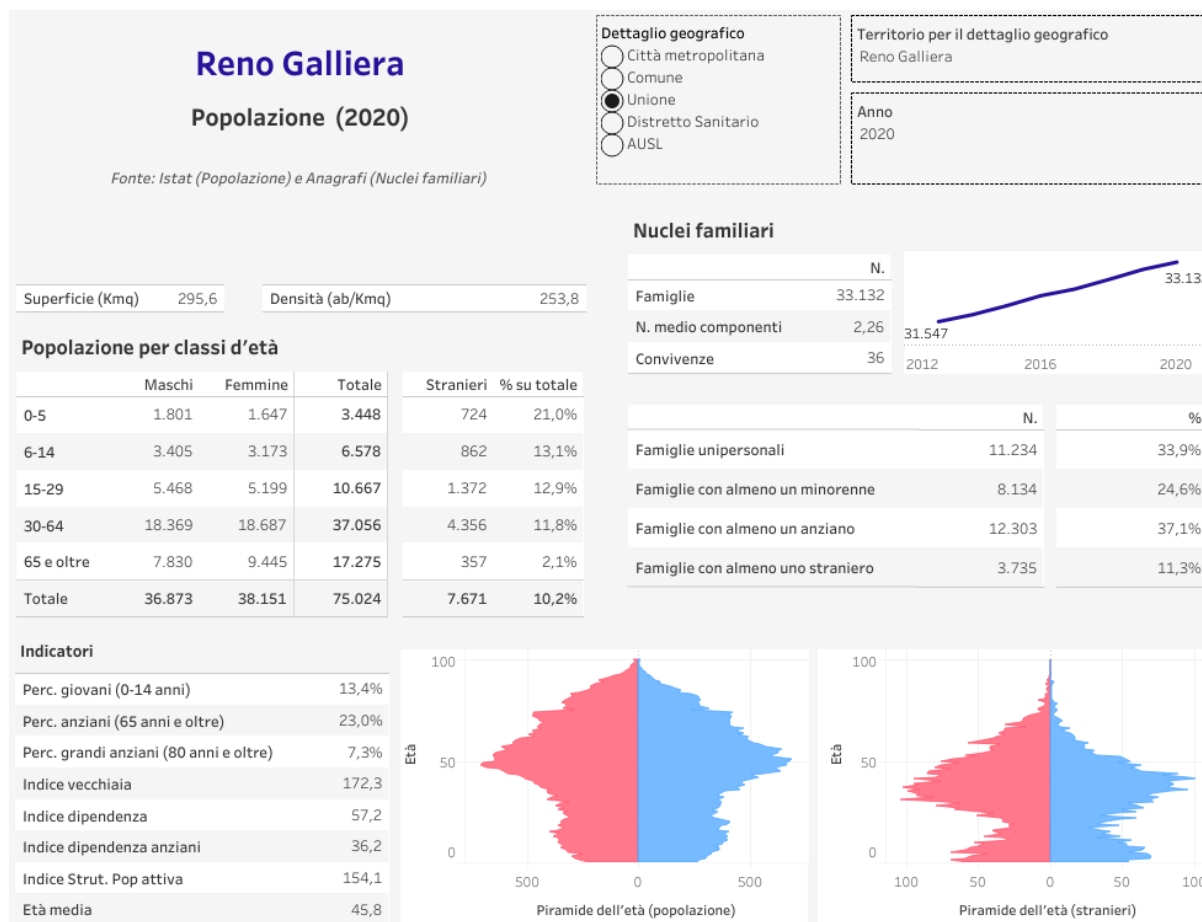 Reno Galliera
Popolazione (2020)
Fonte: Istat (Popolazione) e Anagrafi (Nuclei familiari)
Dettaglio geografico
Città metropolitana
Comune
Unione
Distretto Sanitario
AUSL
Territorio per il dettaglio geografico
Reno Galliera
Anno
2020
Superficie (Kmq) 295,6
Densità (ab/Kmq) 253,8
Popolazione per classi d'età
Maschi Femmine Totale Stranieri % su totale
0-5 1.801 1.647 3.448 724 21,0%
6-14 3.405 3.173 6.578 862 13,1%
15-29 5.468 5.199 10.667 1.372 12,9%
30-64 18.369 18.687 37.056 4.356 11,8%
65 e oltre 7.830 9.445 17.275 357 2,1%
Totale 36.873 38.151 75.024 7.671 10,2%
Nuclei familiari
N.
Famiglie 33.132
N. medio componenti 2,26
Convivenze 36
33.13
31.547
2012 2016 2020
N. %
Famiglie unipersonali 11.234 33,9%
Famiglie con almeno un minorenne 8.134 24,6%
Famiglie con almeno un anziano 12.303 37,1%
Famiglie con almeno uno straniero 3.735 11,3%
Indicatori
Perc. giovani (0-14 anni) 13,4%
Perc. anziani (65 anni e oltre) 23,0%
Perc. grandi anziani (80 anni e oltre) 7,3%
Indice vecchiaia 172,3
Indice dipendenza 57,2
Indice dipendenza anziani 36,2
Indice Strut. Pop attiva 154,1
Età media 45,8
100
50
0
Età
500 0 500
Piramide dell'età (popolazione)
100
50
0
Età
100 50 0 50 100
Piramide dell'età (stranieri)